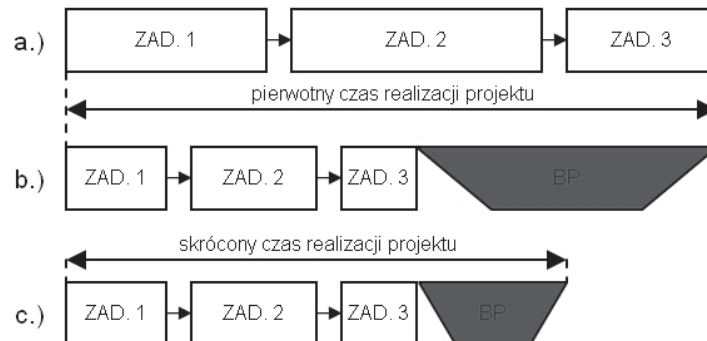 a.) ZAD. 1 ZAD. 2 ZAD. 3
pierwotny czas realizacji projektu
b.) ZAD. 1 ZAD. 2 ZAD. 3 BP
skrócony czas realizacji projektu
c.) ZAD. 1 ZAD. 2 ZAD. 3 BP